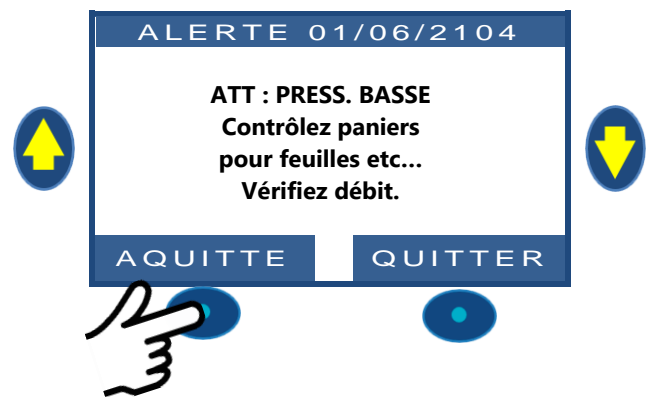 ALERTE 01/06/2104
ATT : PRESS. BASSE
Contrôlez paniers
pour feuilles etc...
Vérifiez débit.
AQUITTE QUITTER